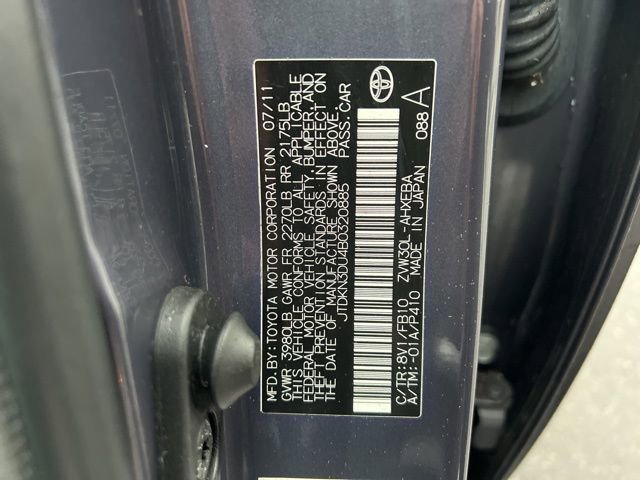 MFD. BY: TOYOTA MOTOR CORPORATION 07/11
GVWR 3980LB GAWR FR 2270LB RR 2175LB
THIS VEHICLE CONFORMS TO ALL APPLICABLE
FEDERAL MOTOR VEHICLE SAFETY, BUMPER, AND
THEFT PREVENTION STANDARDS IN EFFECT ON
THE DATE OF MANUFACTURE SHOWN ABOVE.
JTDKN3DU4B0320885 PASS. CAR
C/TR: 8V1/FB10 ZVW30L-AHXEBA
A/TM: -01A/P410 MADE IN JAPAN
088 A